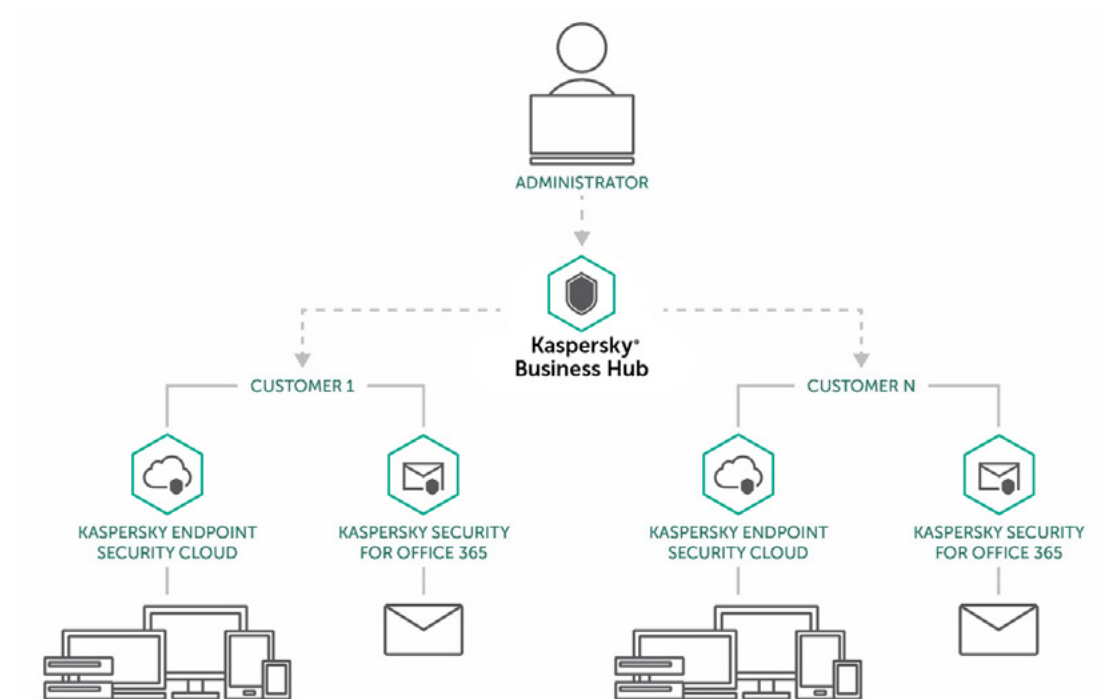 ADMINISTRATOR
Kaspersky®
Business Hub
CUSTOMER 1
CUSTOMER N
KASPERSKY ENDPOINT
SECURITY CLOUD
KASPERSKY SECURITY
FOR OFFICE 365
KASPERSKY ENDPOINT
SECURITY CLOUD
KASPERSKY SECURITY
FOR OFFICE 365